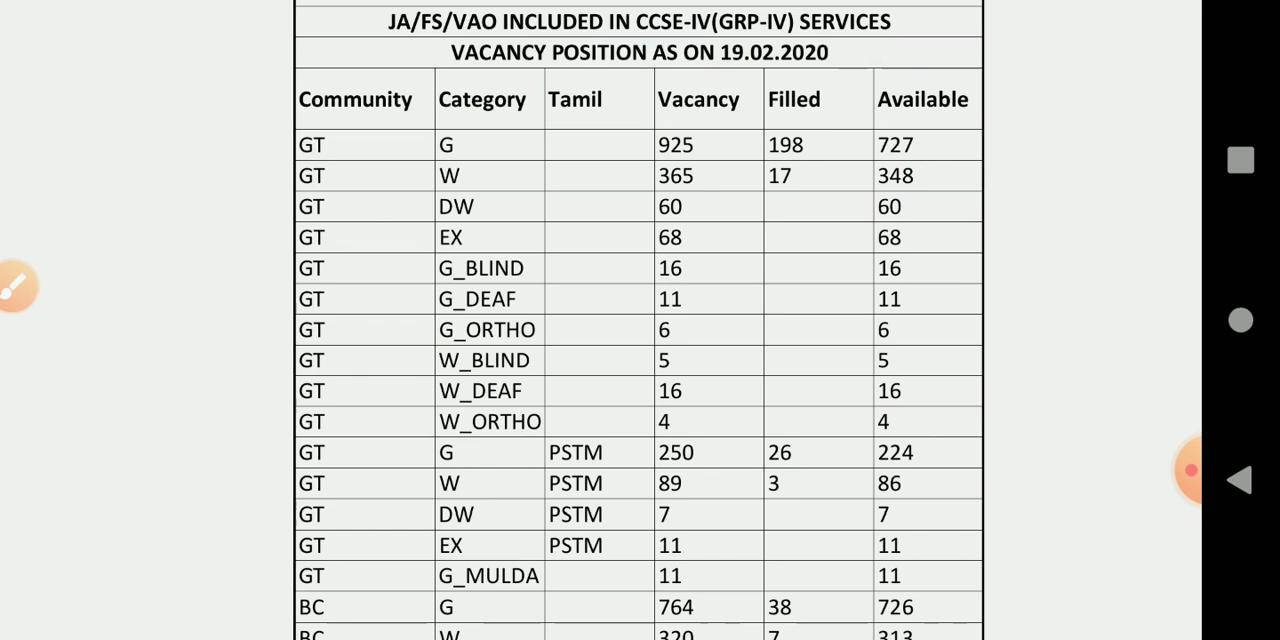 JA/FS/VAO INCLUDED IN CCSE-IV(GRP-IV) SERVICES
VACANCY POSITION AS ON 19.02.2020
Community Category Tamil Vacancy Filled Available
GT G 925 198 727
GT W 365 17 348
GT DW 60 60
GT EX 68 68
GT G_BLIND 16 16
GT G_DEAF 11 11
GT G_ORTHO 6 6
GT W_BLIND 5 5
GT W_DEAF 16 16
GT W_ORTHO 4 4
GT G PSTM 250 26 224
GT W PSTM 89 3 86
GT DW PSTM 7 7
GT EX PSTM 11 11
GT G_MULDA 11 11
BC G 764 38 726
BC W 320 7 313